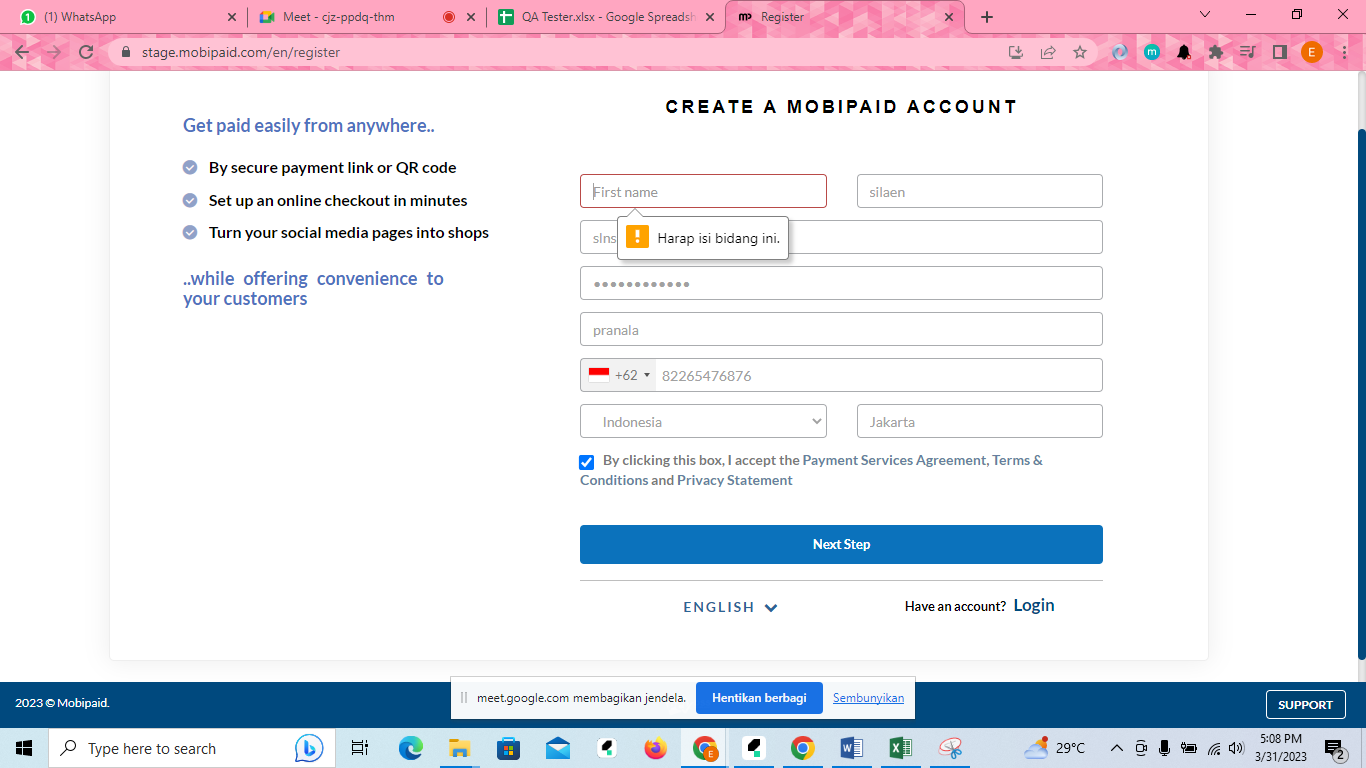 (1) WhatsApp
Meet - cjz-ppdq-thm
QA Tester.xlsx - Google Spreadsh
Register
stage.mobipaid.com/en/register
E
CREATE A MOBIPAID ACCOUNT
Get paid easily from anywhere..
By secure payment link or QR code
Set up an online checkout in minutes
Turn your social media pages into shops
..while offering convenience to
your customers
First name
silaen
slns
Harap isi bidang ini.
pranala
+62
82265476876
Indonesia
Jakarta
By clicking this box, I accept the Payment Services Agreement, Terms &
Conditions and Privacy Statement
Next Step
ENGLISH
Have an account? Login
2023 © Mobipaid.
meet.google.com membagikan jendela.
Hentikan berbagi
Sembunyikan
SUPPORT
Type here to search
29°C
5:08 PM
3/31/2023
2